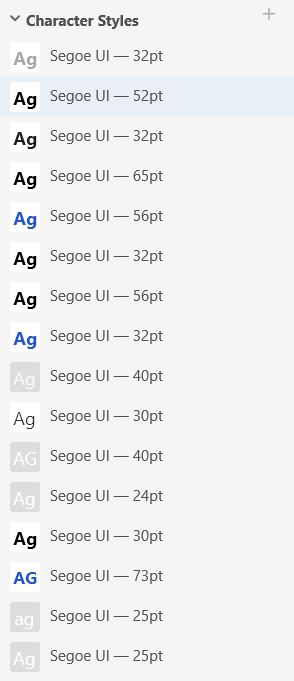 Character Styles
Ag Segoe UI — 32pt
Ag Segoe UI — 52pt
Ag Segoe UI — 32pt
Ag Segoe UI — 65pt
Ag Segoe UI — 56pt
Ag Segoe UI — 32pt
Ag Segoe UI — 56pt
Ag Segoe UI — 32pt
Ag Segoe UI — 40pt
Ag Segoe UI — 30pt
AG Segoe UI — 40pt
Ag Segoe UI — 24pt
Ag Segoe UI — 30pt
AG Segoe UI — 73pt
ag Segoe UI — 25pt
Ag Segoe UI — 25pt